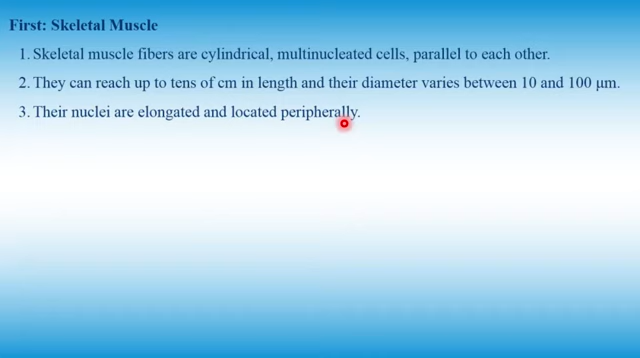 First: Skeletal Muscle
1. Skeletal muscle fibers are cylindrical, multinucleated cells, parallel to each other.
2. They can reach up to tens of cm in length and their diameter varies between 10 and 100 μm.
3. Their nuclei are elongated and located peripherally.